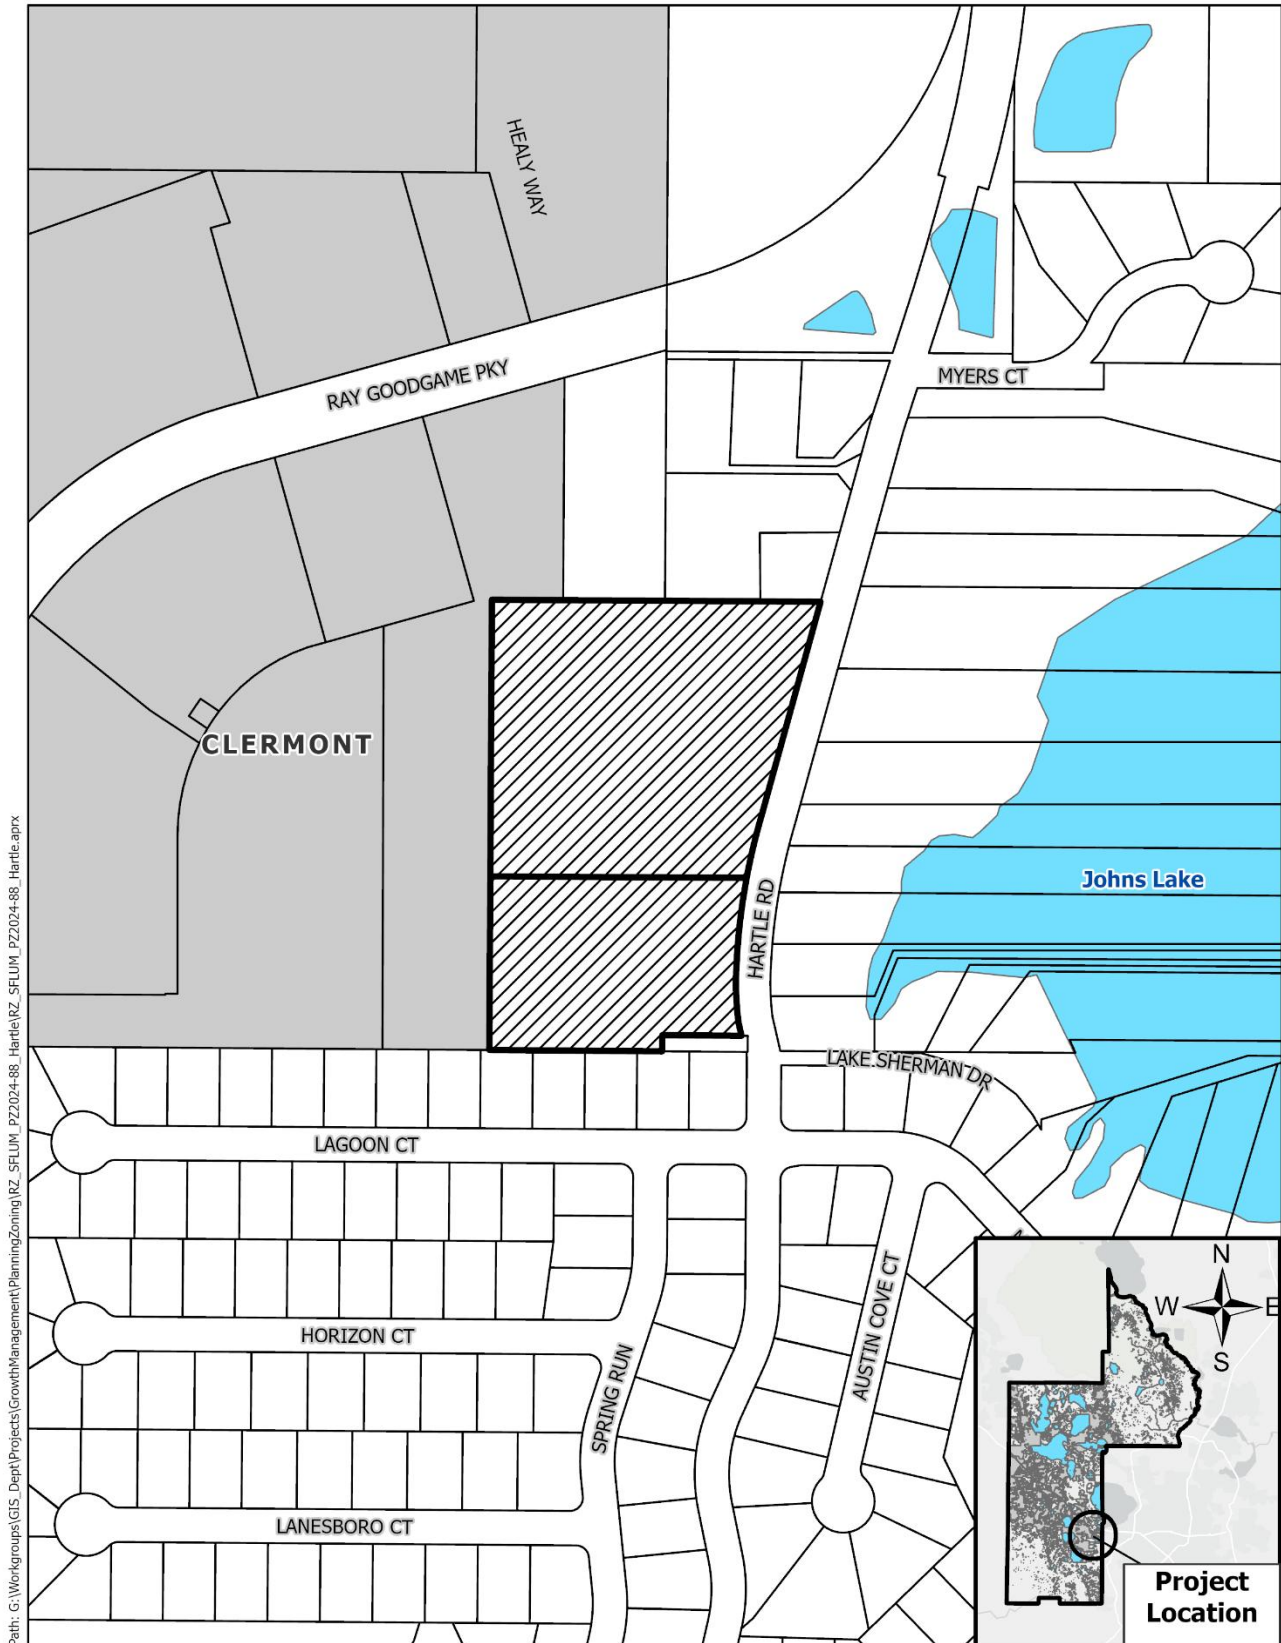 HEALY WAY
RAY GOODGAME PKY
MYERS CT
CLERMONT
Johns Lake
HARTLE RD
LAKE SHERMAN DR
LAGOON CT
HORIZON CT
SPRING RUN
AUSTIN COVE CT
LANESBORO CT
N
W
E
S
Project
Location
Path: G:\Workgroups\GIS_Dept\Projects\GrowthManagement\PlanningZoning\RZ_SFLUM_PZ2024-88_Hartle\RZ_SFLUM_PZ2024-88_Hartle.aprx